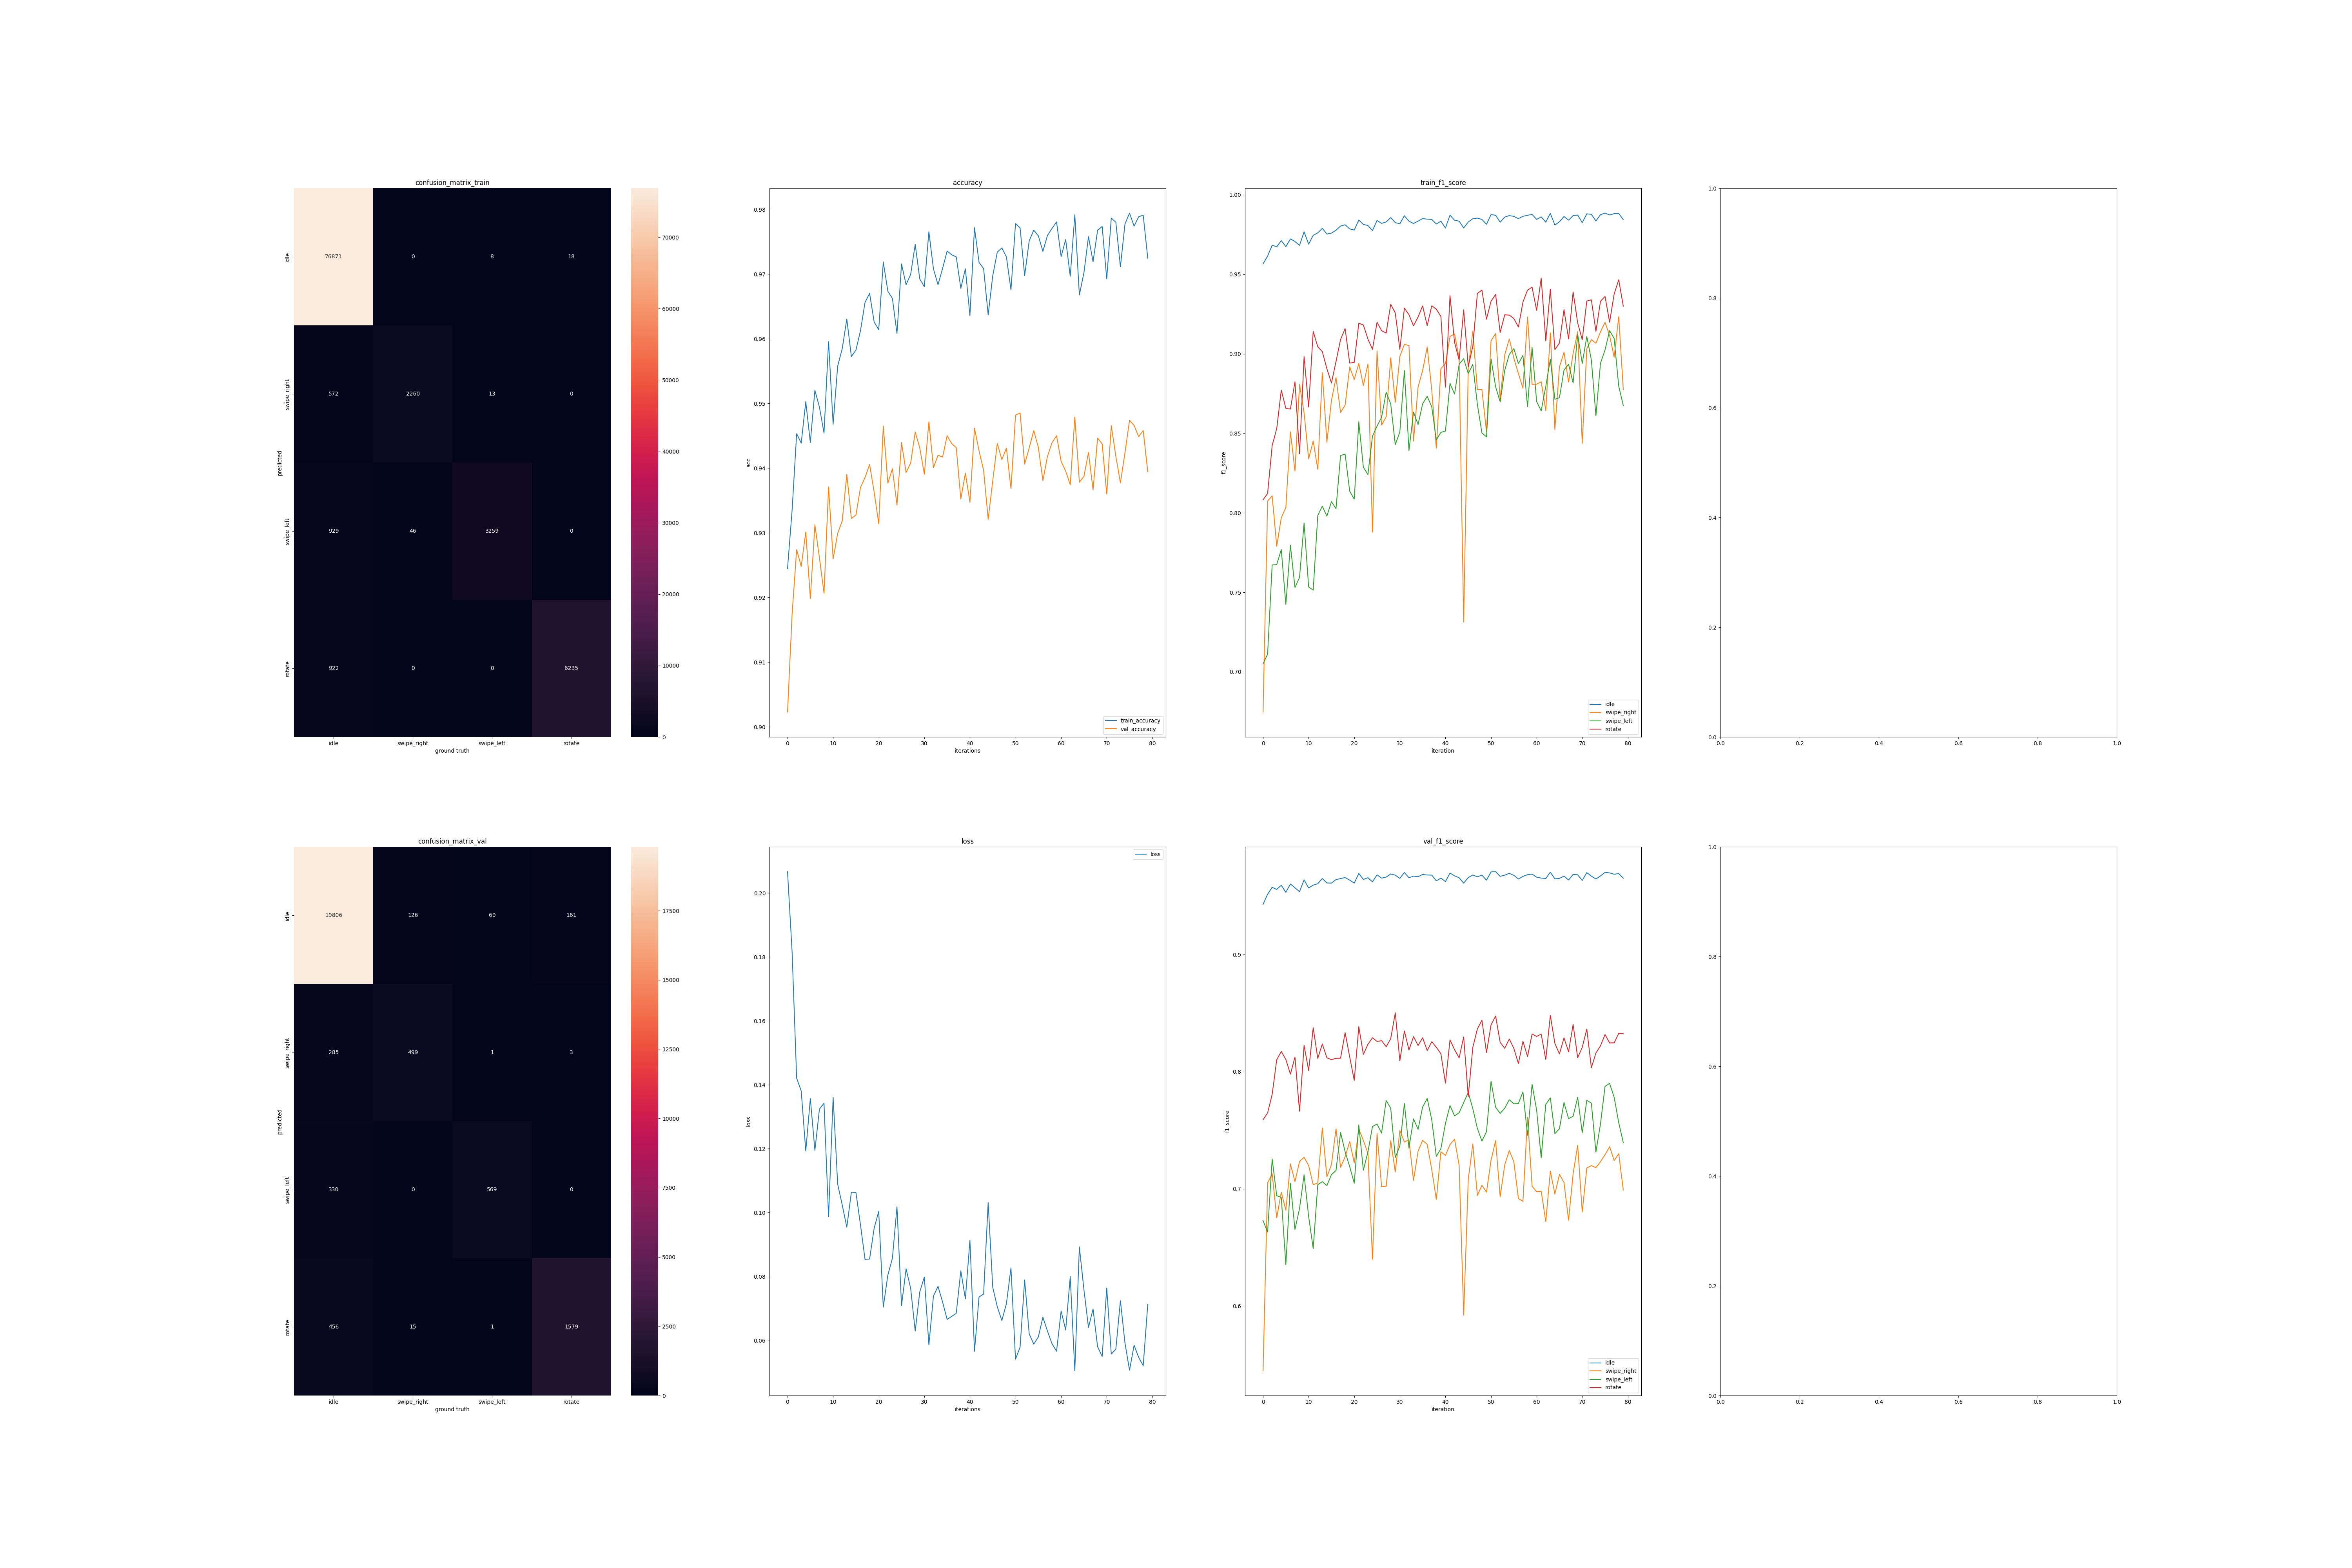 confusion_matrix_train
idle
swipe_right
swipe_left
rotate
predicted
76871 0 8 18
572 2260 13 0
929 46 3259 0
922 0 0 6235
idle swipe_right swipe_left rotate
ground truth
70000
60000
50000
40000
30000
20000
10000
0
accuracy
acc
0.98
0.97
0.96
0.95
0.94
0.93
0.92
0.91
0.90
train_accuracy
val_accuracy
0 10 20 30 40 50 60 70 80
iterations
train_f1_score
f1_score
1.00
0.95
0.90
0.85
0.80
0.75
0.70
idle
swipe_right
swipe_left
rotate
0 10 20 30 40 50 60 70 80
iteration
1.0
0.8
0.6
0.4
0.2
0.0
0.0 0.2 0.4 0.6 0.8 1.0
confusion_matrix_val
idle
swipe_right
swipe_left
rotate
predicted
19806 126 69 161
285 499 1 3
330 0 569 0
456 15 1 1579
idle swipe_right swipe_left rotate
ground truth
17500
15000
12500
10000
7500
5000
2500
0
loss
loss
loss
0.20
0.18
0.16
0.14
0.12
0.10
0.08
0.06
0 10 20 30 40 50 60 70 80
iterations
val_f1_score
f1_score
0.9
0.8
0.7
0.6
idle
swipe_right
swipe_left
rotate
0 10 20 30 40 50 60 70 80
iteration
1.0
0.8
0.6
0.4
0.2
0.0
0.0 0.2 0.4 0.6 0.8 1.0